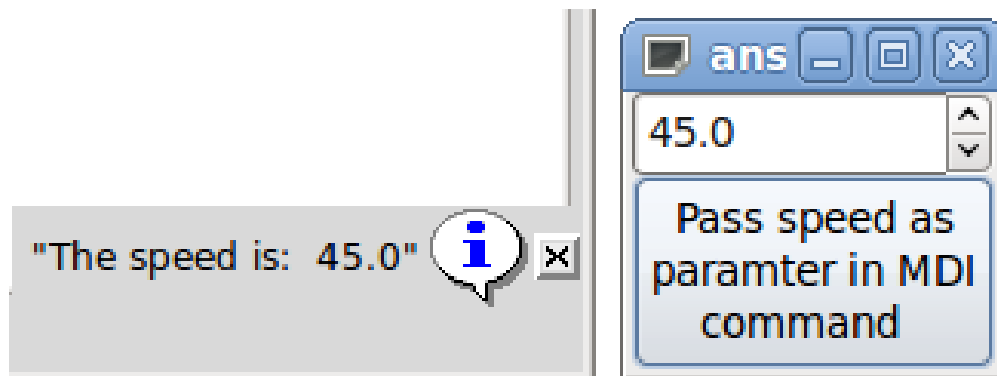 "The speed is:  45.0"
i
ans
45.0
Pass speed as
paramter in MDI
command